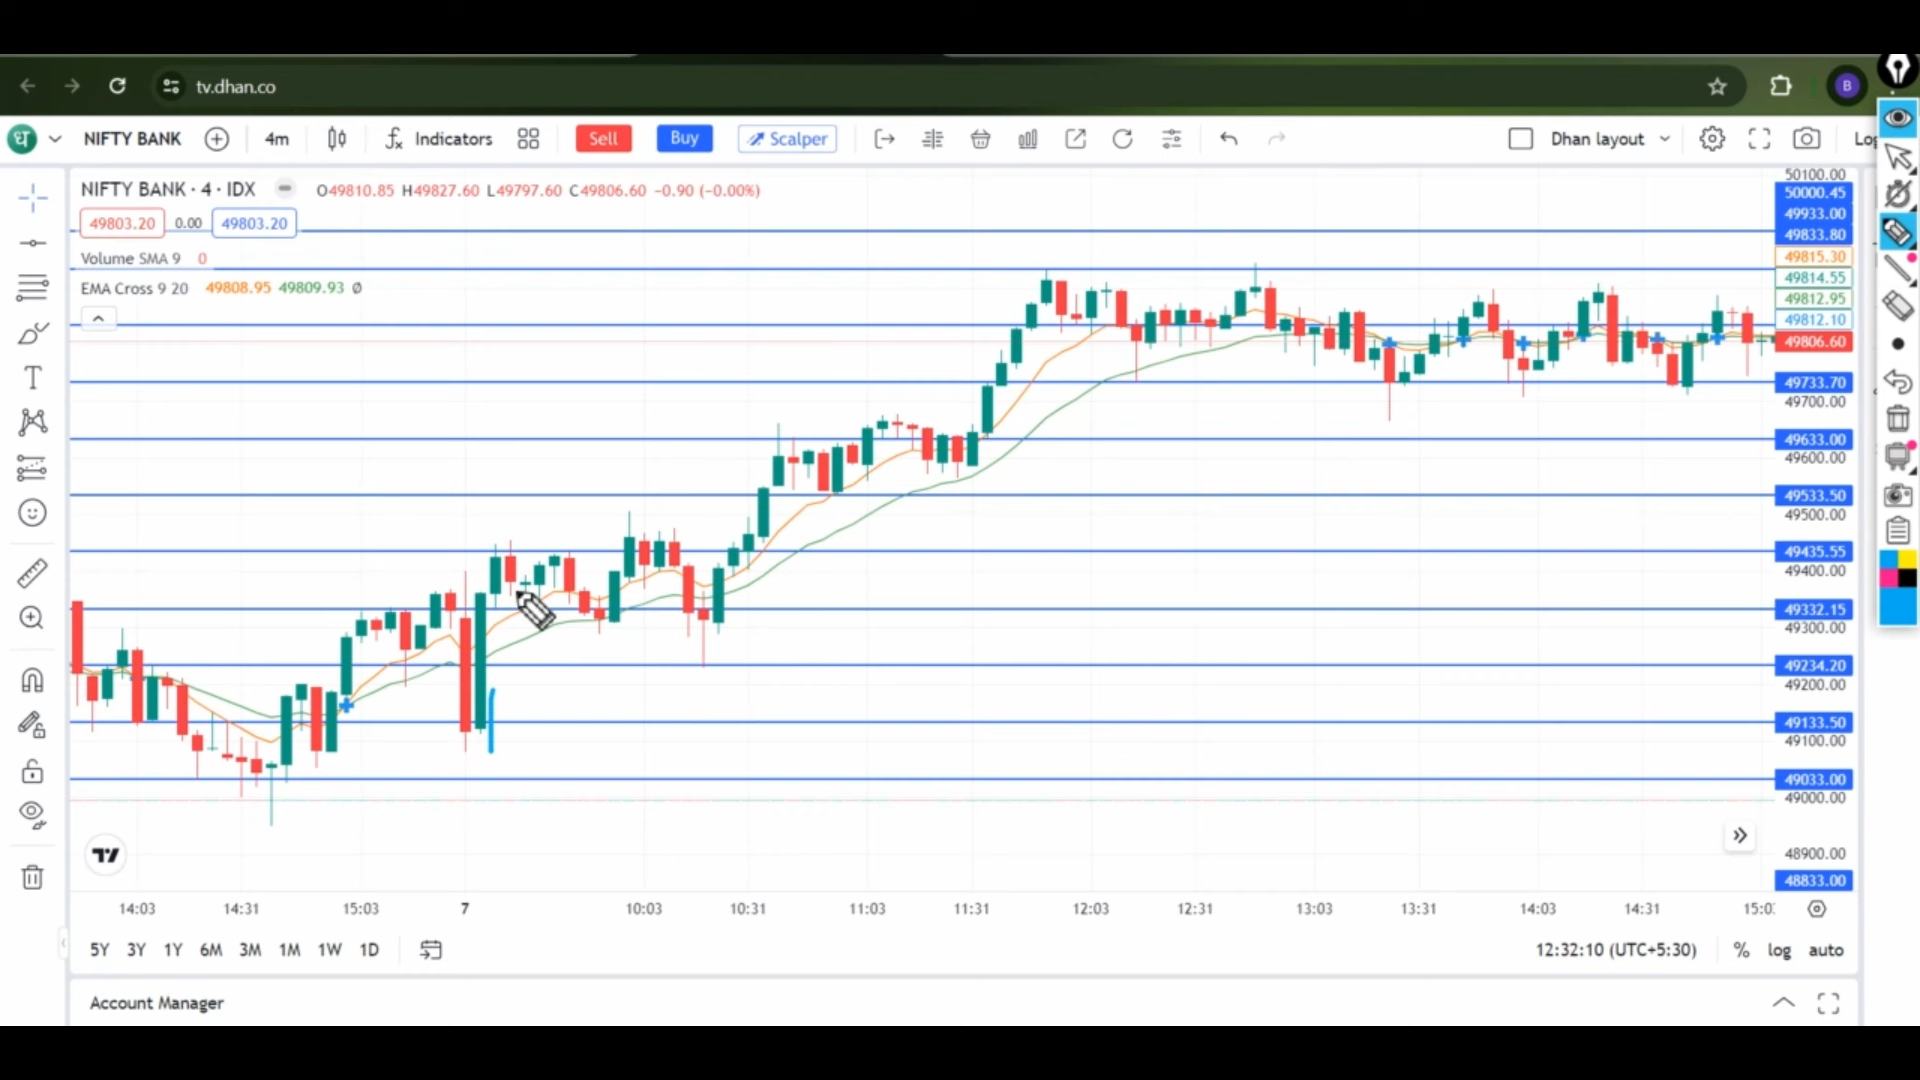 tv.dhan.co
B
धं NIFTY BANK 4m Indicators Sell Buy Scalper Dhan layout
NIFTY BANK · 4 · IDX O49810.85 H49827.60 L49797.60 C49806.60 −0.90 (−0.00%)
49803.20 0.00 49803.20
Volume SMA 9 0
EMA Cross 9 20 49808.95 49809.93 Ø
50100.00
50000.45
49933.00
49833.80
49815.30
49814.55
49812.95
49812.10
49806.60
49733.70
49700.00
49633.00
49600.00
49533.50
49500.00
49435.55
49400.00
49332.15
49300.00
49234.20
49200.00
49133.50
49100.00
49033.00
49000.00
48900.00
48833.00
14:03 14:31 15:03 7 10:03 10:31 11:03 11:31 12:03 12:31 13:03 13:31 14:03 14:31
5Y 3Y 1Y 6M 3M 1M 1W 1D 12:32:10 (UTC+5:30) % log auto
Account Manager